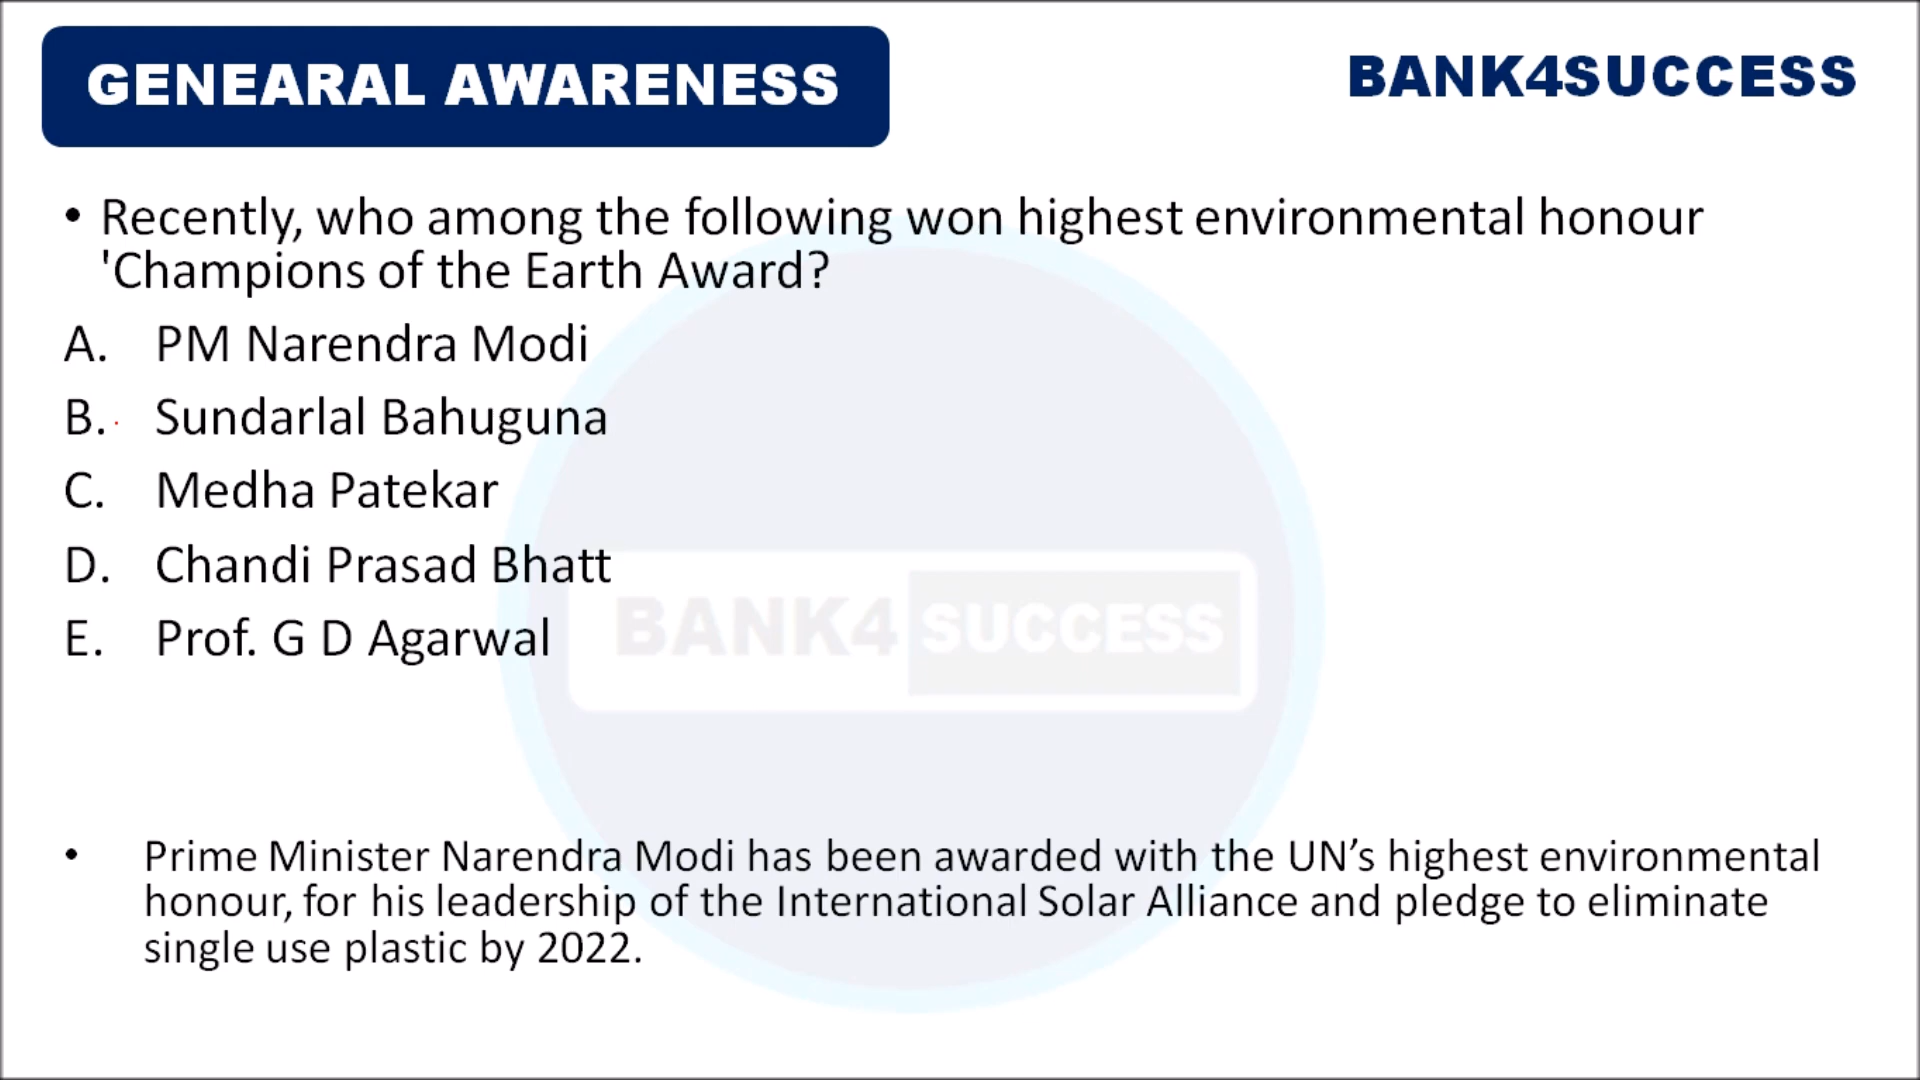 GENEARAL AWARENESS
BANK4SUCCESS
• Recently, who among the following won highest environmental honour
'Champions of the Earth Award?
A. PM Narendra Modi
B. Sundarlal Bahuguna
C. Medha Patekar
D. Chandi Prasad Bhatt
E. Prof. G D Agarwal
BANK4 SUCCESS
• Prime Minister Narendra Modi has been awarded with the UN’s highest environmental
honour, for his leadership of the International Solar Alliance and pledge to eliminate
single use plastic by 2022.